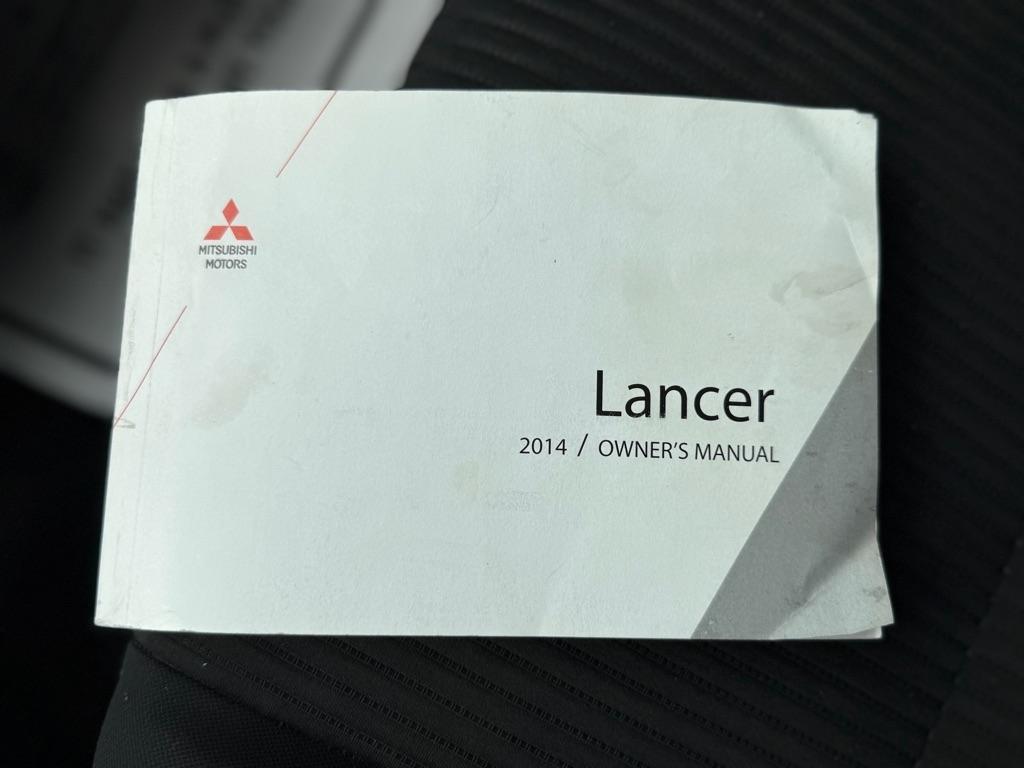 MITSUBISHI
MOTORS
Lancer
2014 / OWNER'S MANUAL